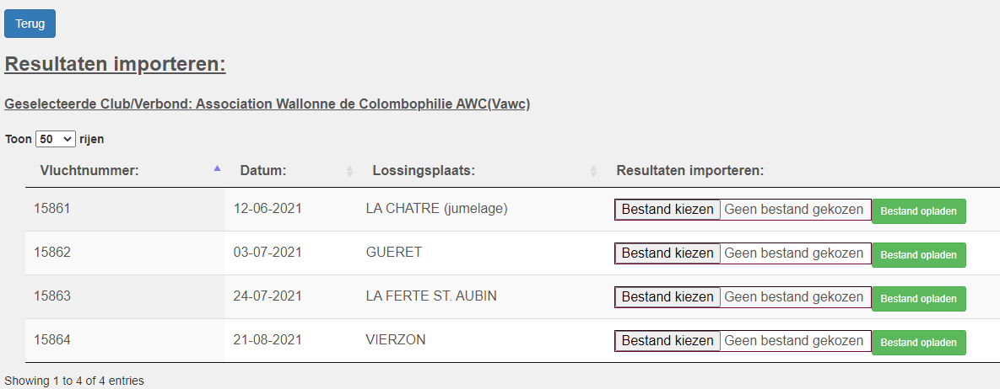 Terug
Resultaten importeren:
Geselecteerde Club/Verbond: Association Wallonne de Colombophilie AWC(Vawc)
Toon 50 rijen
Vluchtnummer: Datum: Lossingsplaats: Resultaten importeren:
15861 12-06-2021 LA CHATRE (jumelage) Bestand kiezen Geen bestand gekozen Bestand opladen
15862 03-07-2021 GUERET Bestand kiezen Geen bestand gekozen Bestand opladen
15863 24-07-2021 LA FERTE ST. AUBIN Bestand kiezen Geen bestand gekozen Bestand opladen
15864 21-08-2021 VIERZON Bestand kiezen Geen bestand gekozen Bestand opladen
Showing 1 to 4 of 4 entries